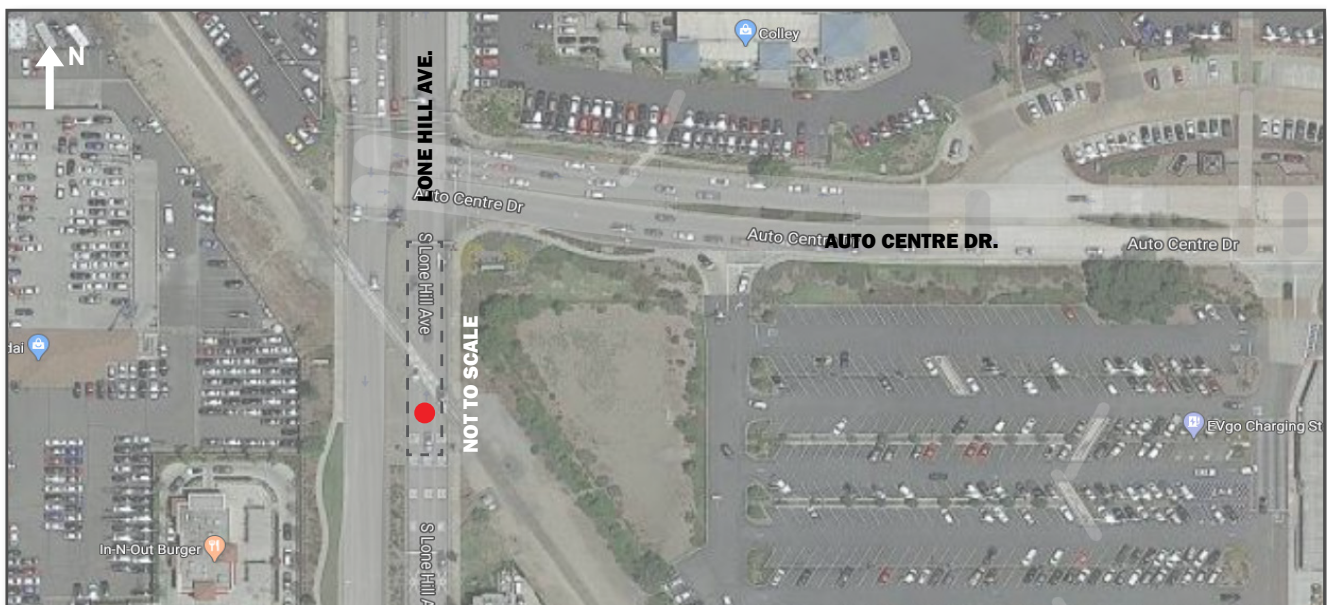 N
LONE HILL AVE.
Colley
Auto Centre Dr
Auto Centre
AUTO CENTRE DR.
Auto Centre Dr
S Lone Hill Ave
NOT TO SCALE
dai
EVgo Charging St
In-N-Out Burger
S Lone Hill A